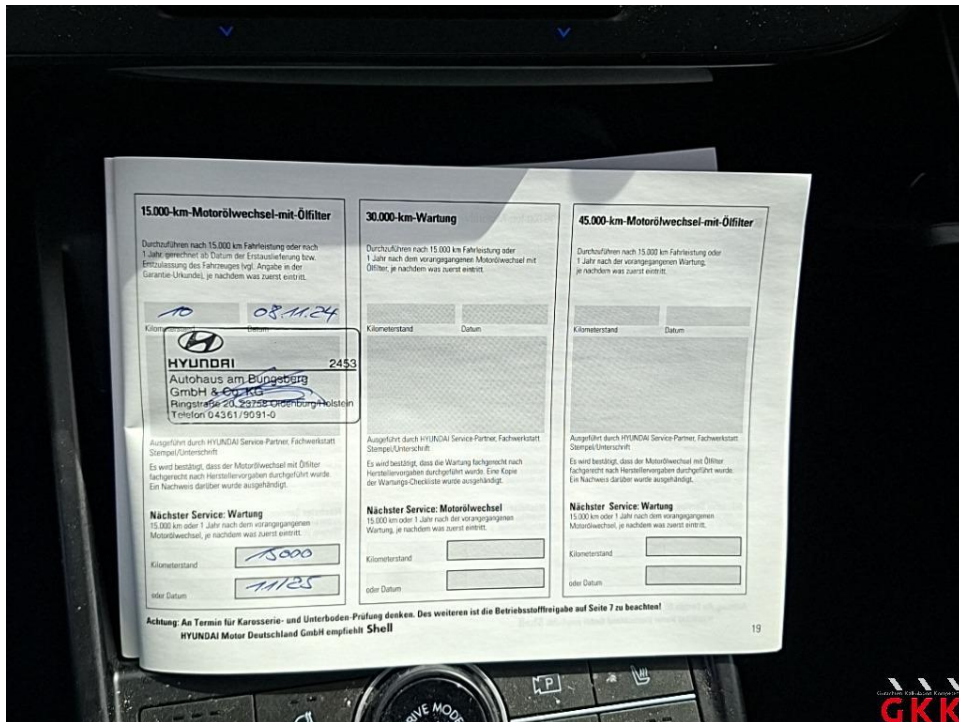 15.000-km-Motorölwechsel-mit-Ölfilter
Durchzuführen nach 15.000 km Fahrleistung oder nach
1 Jahr, gerechnet ab Datum der Erstauslieferung bzw.
Erstzulassung des Fahrzeuges (vgl. Angabe in der
Garantie-Urkunde), je nachdem was zuerst eintritt.
10 08.11.24
Kilometerstand Datum
HYUNDAI 2453
Autohaus am Bungsberg
GmbH & Co. KG
Ringstraße 20, 23758 Oldenburg/Holstein
Telefon 04361/9091-0
Ausgeführt durch HYUNDAI Service-Partner, Fachwerkstatt
Stempel/Unterschrift
Es wird bestätigt, dass der Motorölwechsel mit Ölfilter
fachgerecht nach Herstellervorgaben durchgeführt wurde.
Ein Nachweis darüber wurde ausgehändigt.
Nächster Service: Wartung
15.000 km oder 1 Jahr nach dem vorangegangenen
Motorölwechsel, je nachdem was zuerst eintritt.
Kilometerstand 15000
oder Datum 11/25
30.000-km-Wartung
Durchzuführen nach 15.000 km Fahrleistung oder
1 Jahr nach dem vorangegangenen Motorölwechsel mit
Ölfilter, je nachdem was zuerst eintritt.
Kilometerstand Datum
Ausgeführt durch HYUNDAI Service-Partner, Fachwerkstatt
Stempel/Unterschrift
Es wird bestätigt, dass die Wartung fachgerecht nach
Herstellervorgaben durchgeführt wurde. Eine Kopie
der Wartungs-Checkliste wurde ausgehändigt.
Nächster Service: Motorölwechsel
15.000 km oder 1 Jahr nach der vorangegangenen
Wartung, je nachdem was zuerst eintritt.
Kilometerstand
oder Datum
45.000-km-Motorölwechsel-mit-Ölfilter
Durchzuführen nach 15.000 km Fahrleistung oder
1 Jahr nach der vorangegangenen Wartung,
je nachdem was zuerst eintritt.
Kilometerstand Datum
Ausgeführt durch HYUNDAI Service-Partner, Fachwerkstatt
Stempel/Unterschrift
Es wird bestätigt, dass der Motorölwechsel mit Ölfilter
fachgerecht nach Herstellervorgaben durchgeführt wurde.
Ein Nachweis darüber wurde ausgehändigt.
Nächster Service: Wartung
15.000 km oder 1 Jahr nach dem vorangegangenen
Motorölwechsel, je nachdem was zuerst eintritt.
Kilometerstand
oder Datum
Achtung: An Termin für Karosserie- und Unterboden-Prüfung denken. Des weiteren ist die Betriebsstofffreigabe auf Seite 7 zu beachten!
HYUNDAI Motor Deutschland GmbH empfiehlt Shell
19
DRIVE MODE
P
GKK